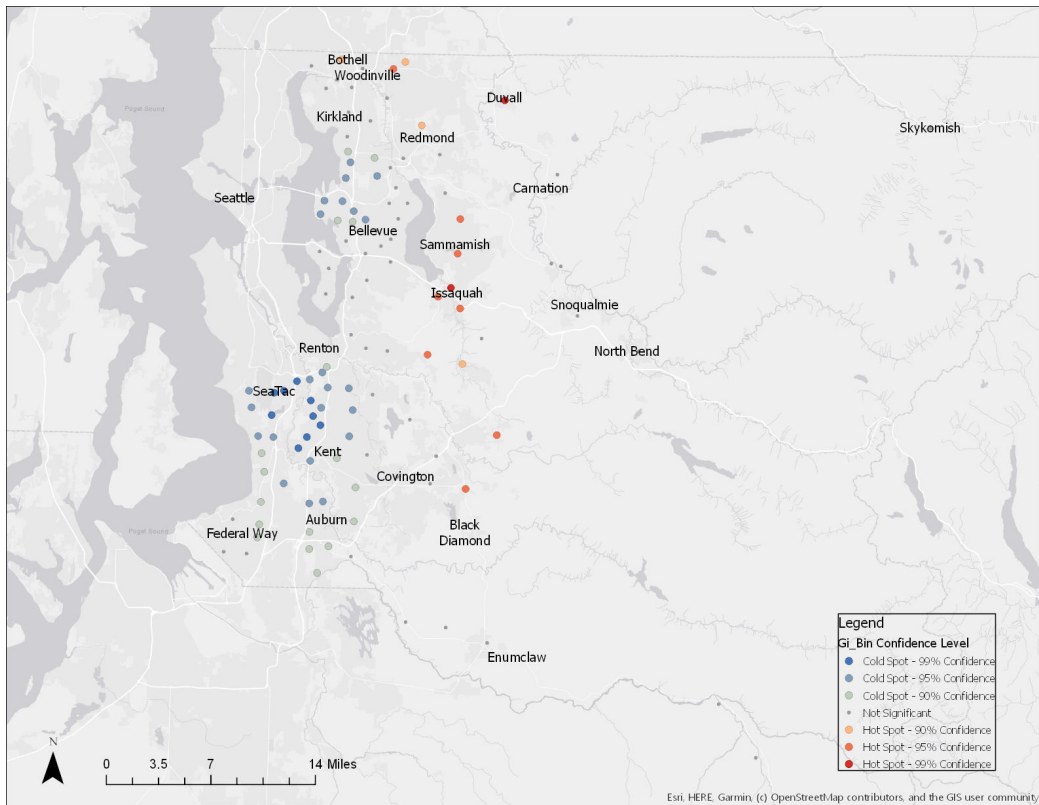 Bothell
Woodinville
Duvall
Puget Sound
Kirkland
Redmond
Skykomish
Carnation
Seattle
Bellevue
Sammamish
Issaquah
Snoqualmie
Renton
North Bend
SeaTac
Kent
Covington
Auburn
Federal Way
Black
Diamond
Puget Sound
Enumclaw
Legend
Gi_Bin Confidence Level
Cold Spot - 99% Confidence
Cold Spot - 95% Confidence
Cold Spot - 90% Confidence
Not Significant
Hot Spot - 90% Confidence
Hot Spot - 95% Confidence
Hot Spot - 99% Confidence
N
0 3.5 7 14 Miles
Esri, HERE, Garmin, (c) OpenStreetMap contributors, and the GIS user community